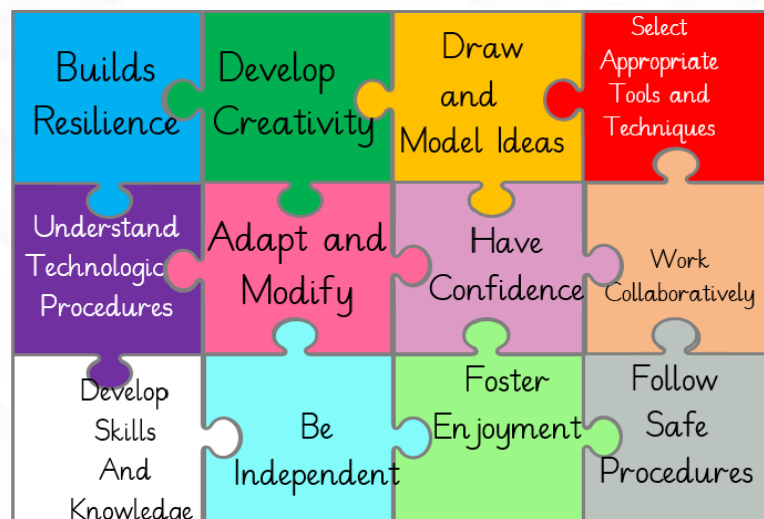 Builds
Resilience
Develop
Creativity
Draw
and
Model Ideas
Select
Appropriate
Tools and
Techniques
Understand
Technologic
Procedures
Adapt and
Modify
Have
Confidence
Work
Collaboratively
Develop
Skills
And
Knowledge
Be
Independent
Foster
Enjoyment
Follow
Safe
Procedures